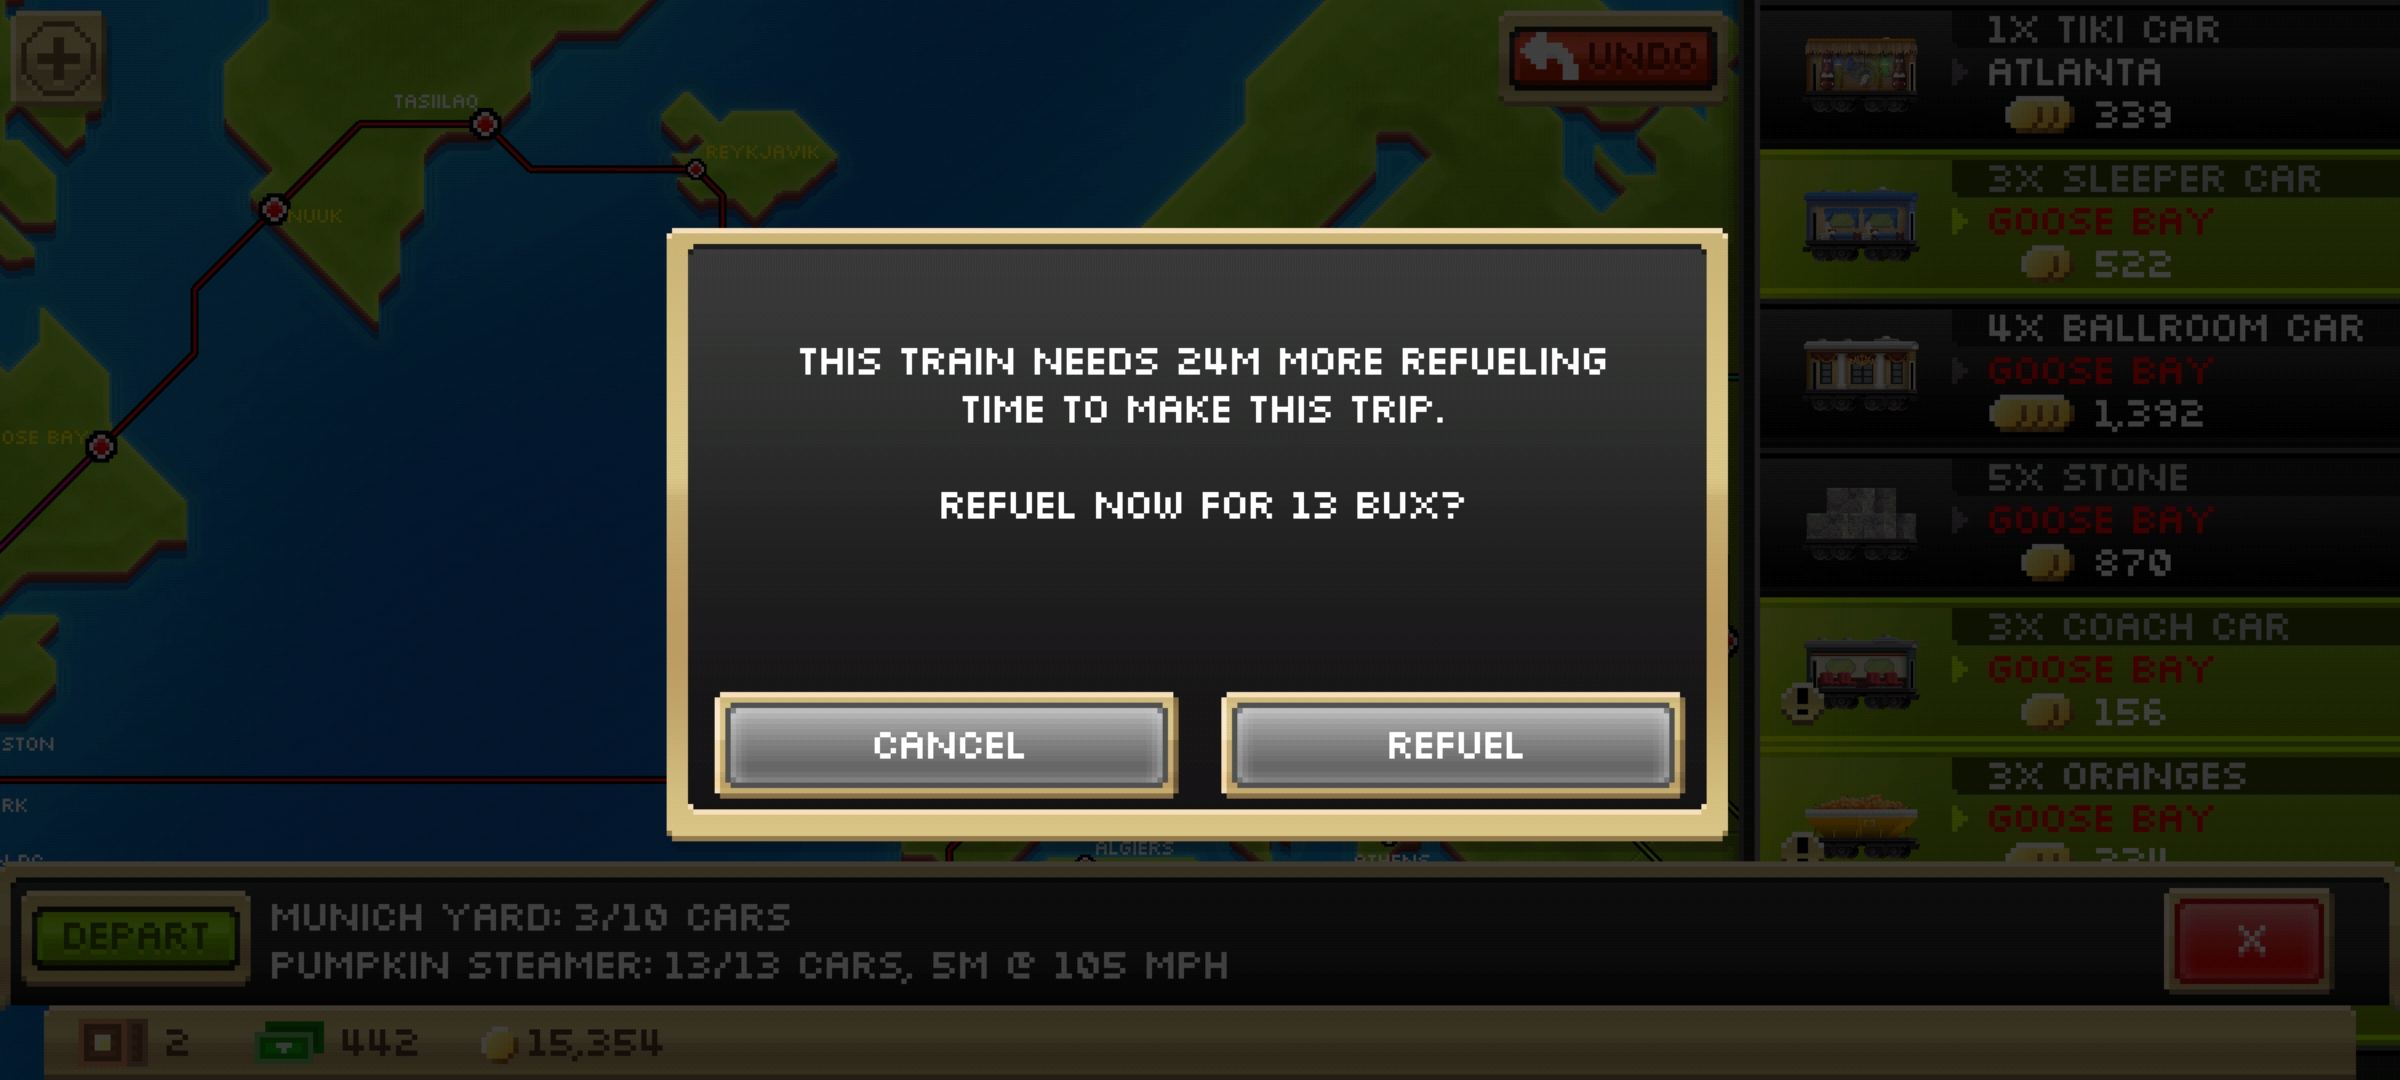 UNDO
TASIILAQ
REYKJAVIK
NUUK
OSE BAY
STON
RK
ALGIERS
ATHENS
1X TIKI CAR
ATLANTA
339
3X SLEEPER CAR
GOOSE BAY
522
4X BALLROOM CAR
GOOSE BAY
1,392
5X STONE
GOOSE BAY
870
3X COACH CAR
GOOSE BAY
156
3X ORANGES
GOOSE BAY
THIS TRAIN NEEDS 24M MORE REFUELING
TIME TO MAKE THIS TRIP.
REFUEL NOW FOR 13 BUX?
CANCEL
REFUEL
DEPART
MUNICH YARD: 3/10 CARS
PUMPKIN STEAMER: 13/13 CARS, 5M @ 105 MPH
X
2
442
15,354